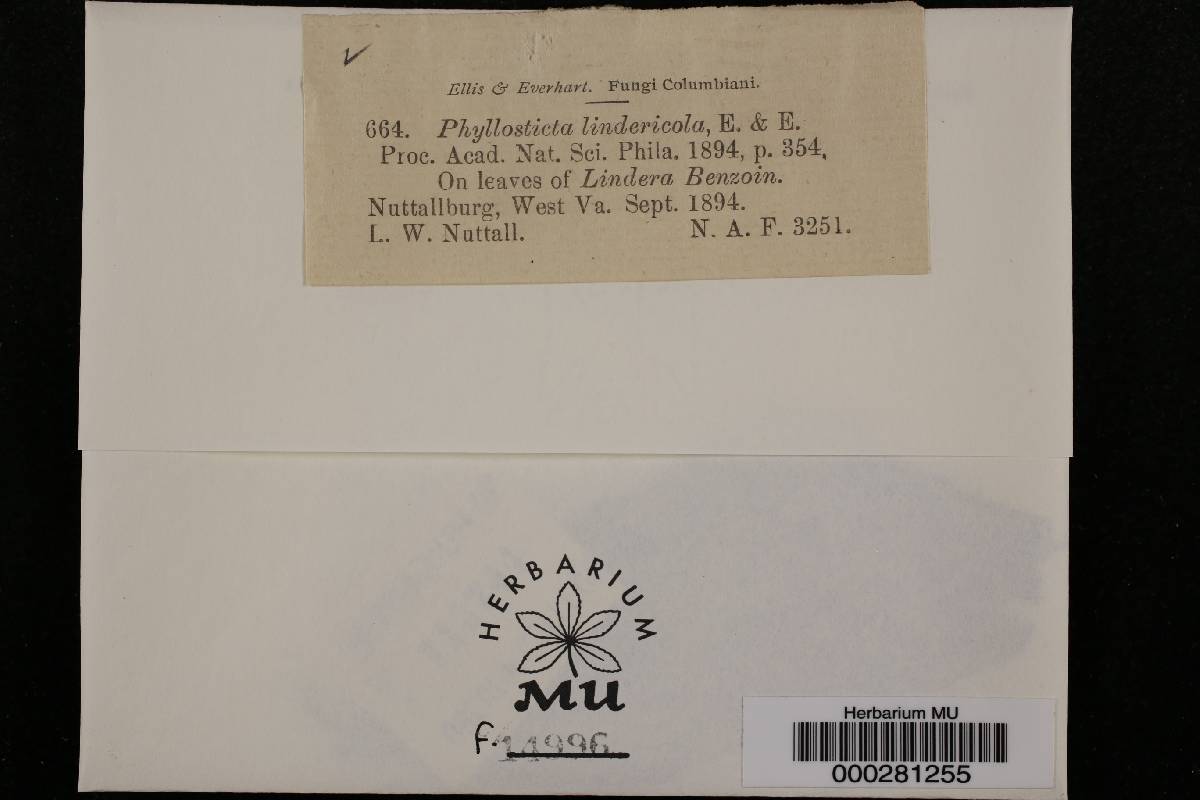 Ellis & Everhart. Fungi Columbiani.
664. Phyllosticta lindericola, E. & E.
Proc. Acad. Nat. Sci. Phila. 1894, p. 354,
On leaves of Lindera Benzoin.
Nuttallburg, West Va. Sept. 1894.
L. W. Nuttall. N. A. F. 3251.
HERBARIUM
MU
F. 14996
Herbarium MU
000281255